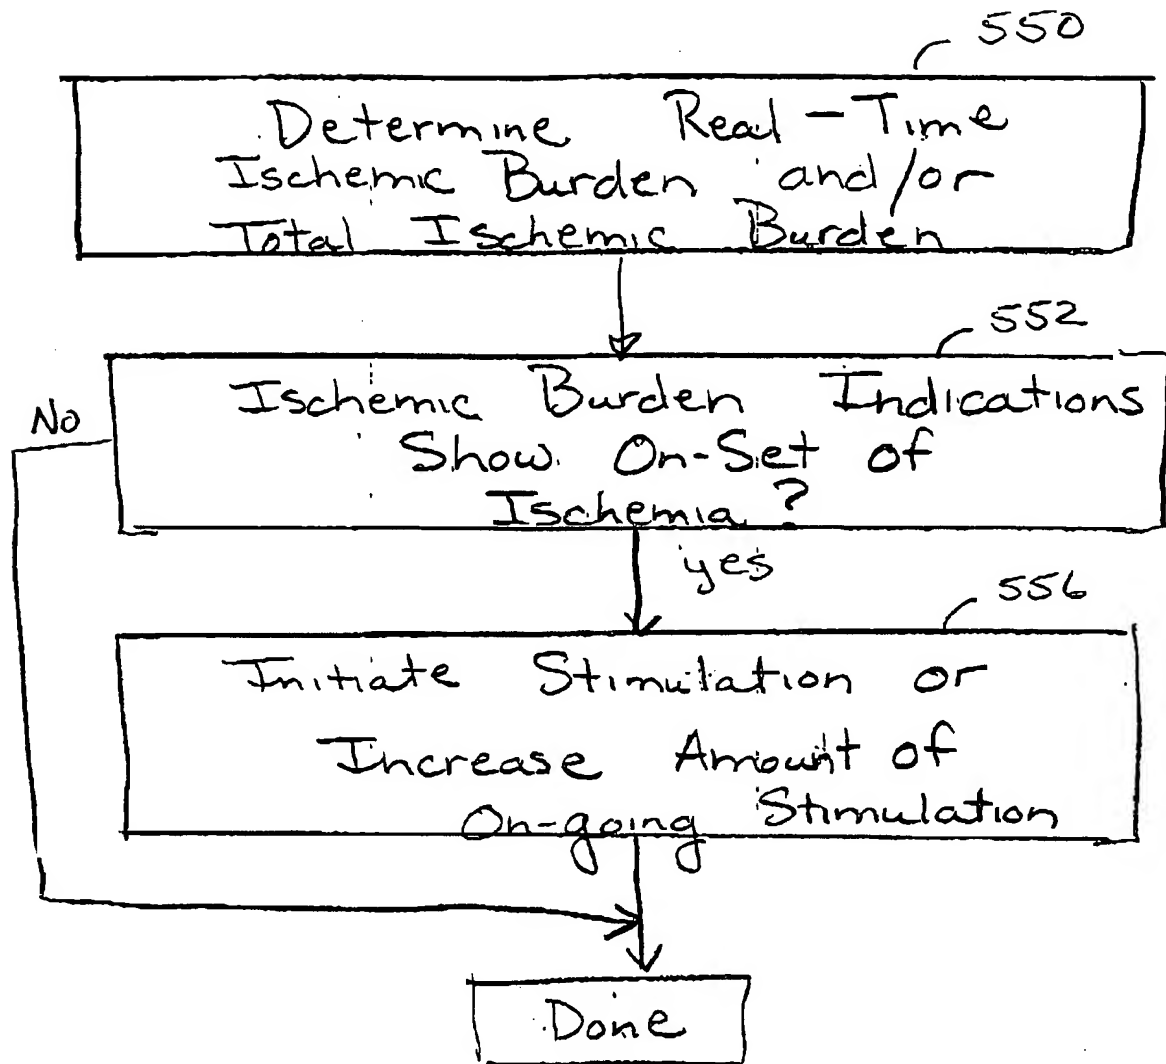 550
Determine Real-Time
Ischemic Burden and/or
Total Ischemic Burden
552
No
Ischemic Burden Indications
Show On-Set of
Ischemia?
yes
556
Initiate Stimulation or
Increase Amount of
On-going Stimulation
Done